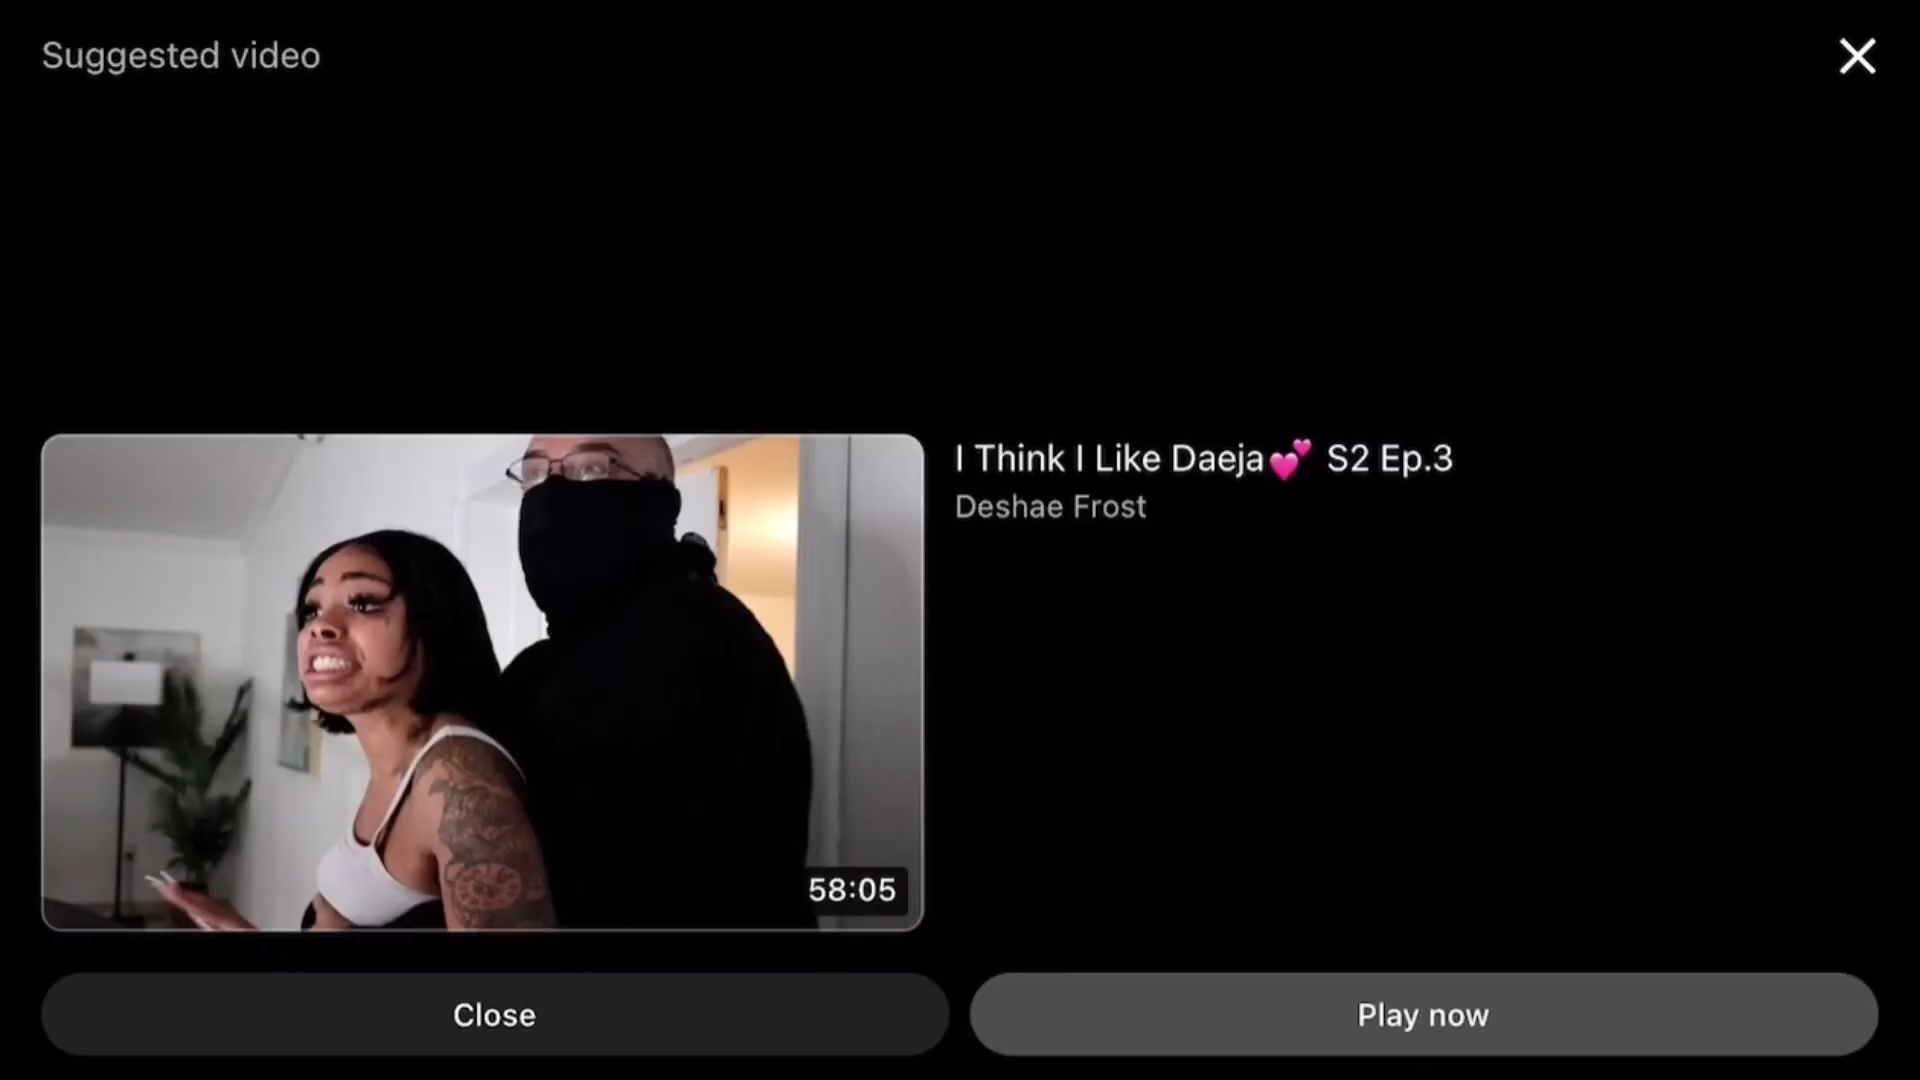 Suggested video
I Think I Like Daeja💕 S2 Ep.3
Deshae Frost
58:05
Close
Play now